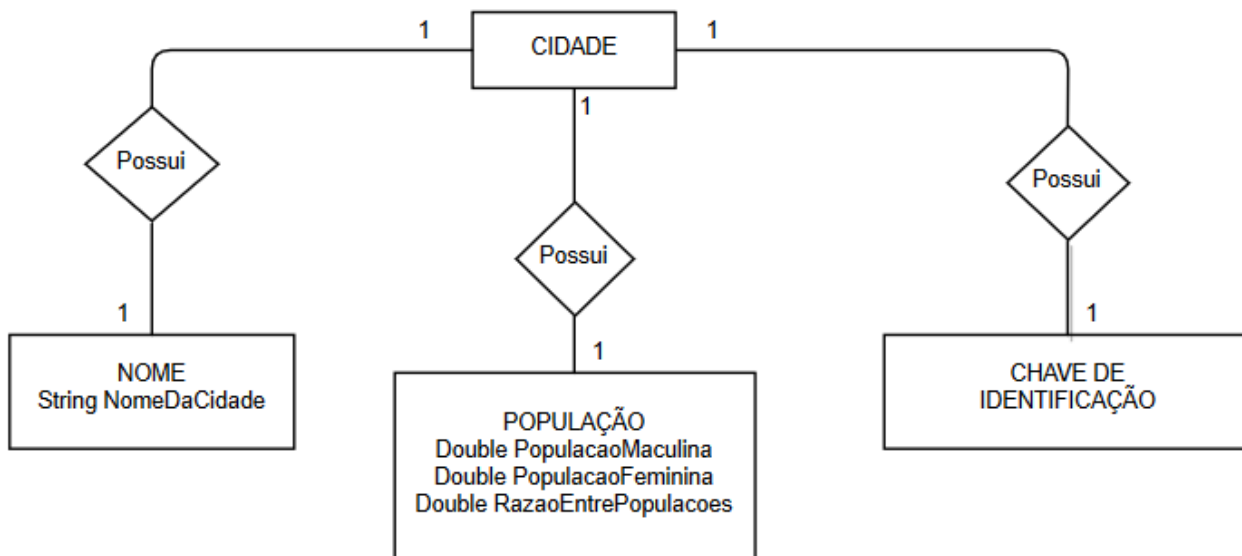 1
CIDADE
1
1
Possui
Possui
Possui
1
1
1
NOME
String NomeDaCidade
POPULAÇÃO
Double PopulacaoMaculina
Double PopulacaoFeminina
Double RazaoEntrePopulacoes
CHAVE DE
IDENTIFICAÇÃO